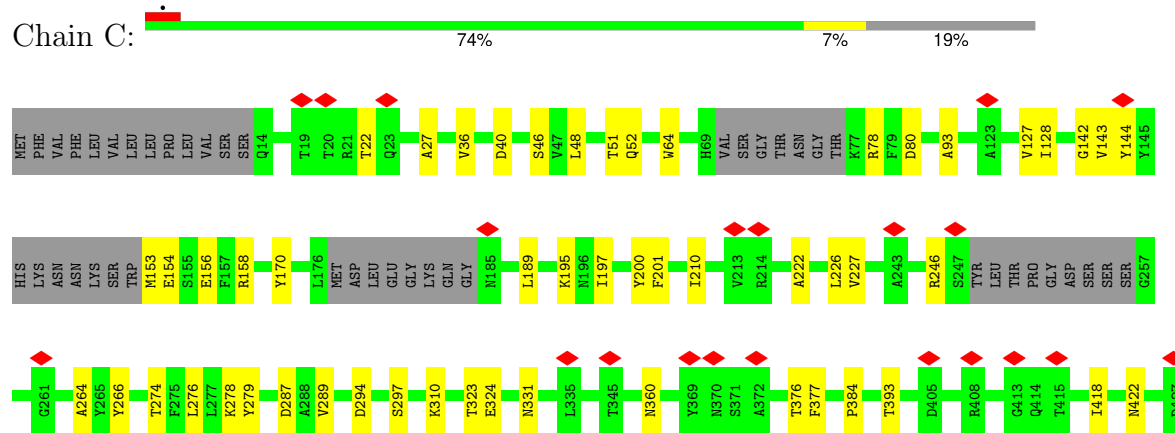 Chain C:
74% 7% 19%
MET PHE VAL PHE LEU VAL LEU LEU PRO LEU VAL SER SER Q14 T19 T20 R21 T22 Q23 A27 V36 D40 S46 V47 L48 T51 Q52 W64 H69 VAL SER GLY THR ASN GLY THR K77 R78 F79 D80 A93 A123 V127 I128 G142 V143 Y144 Y145
HIS LYS ASN ASN LYS SER TRP M153 E154 S155 E156 F157 R158 Y170 L176 MET ASP LEU GLU GLY LYS GLN GLY N185 L189 K195 N196 I197 Y200 F201 I210 V213 R214 A222 L226 V227 A243 R246 S247 TYR LEU THR PRO GLY ASP SER SER SER G257
G261 A264 Y265 Y266 T274 F275 L276 L277 K278 Y279 D287 A288 V289 D294 S297 K310 T323 E324 N331 L335 T345 N360 Y369 N370 S371 A372 T376 F377 P384 T393 D405 R408 G413 Q414 T415 I418 N422